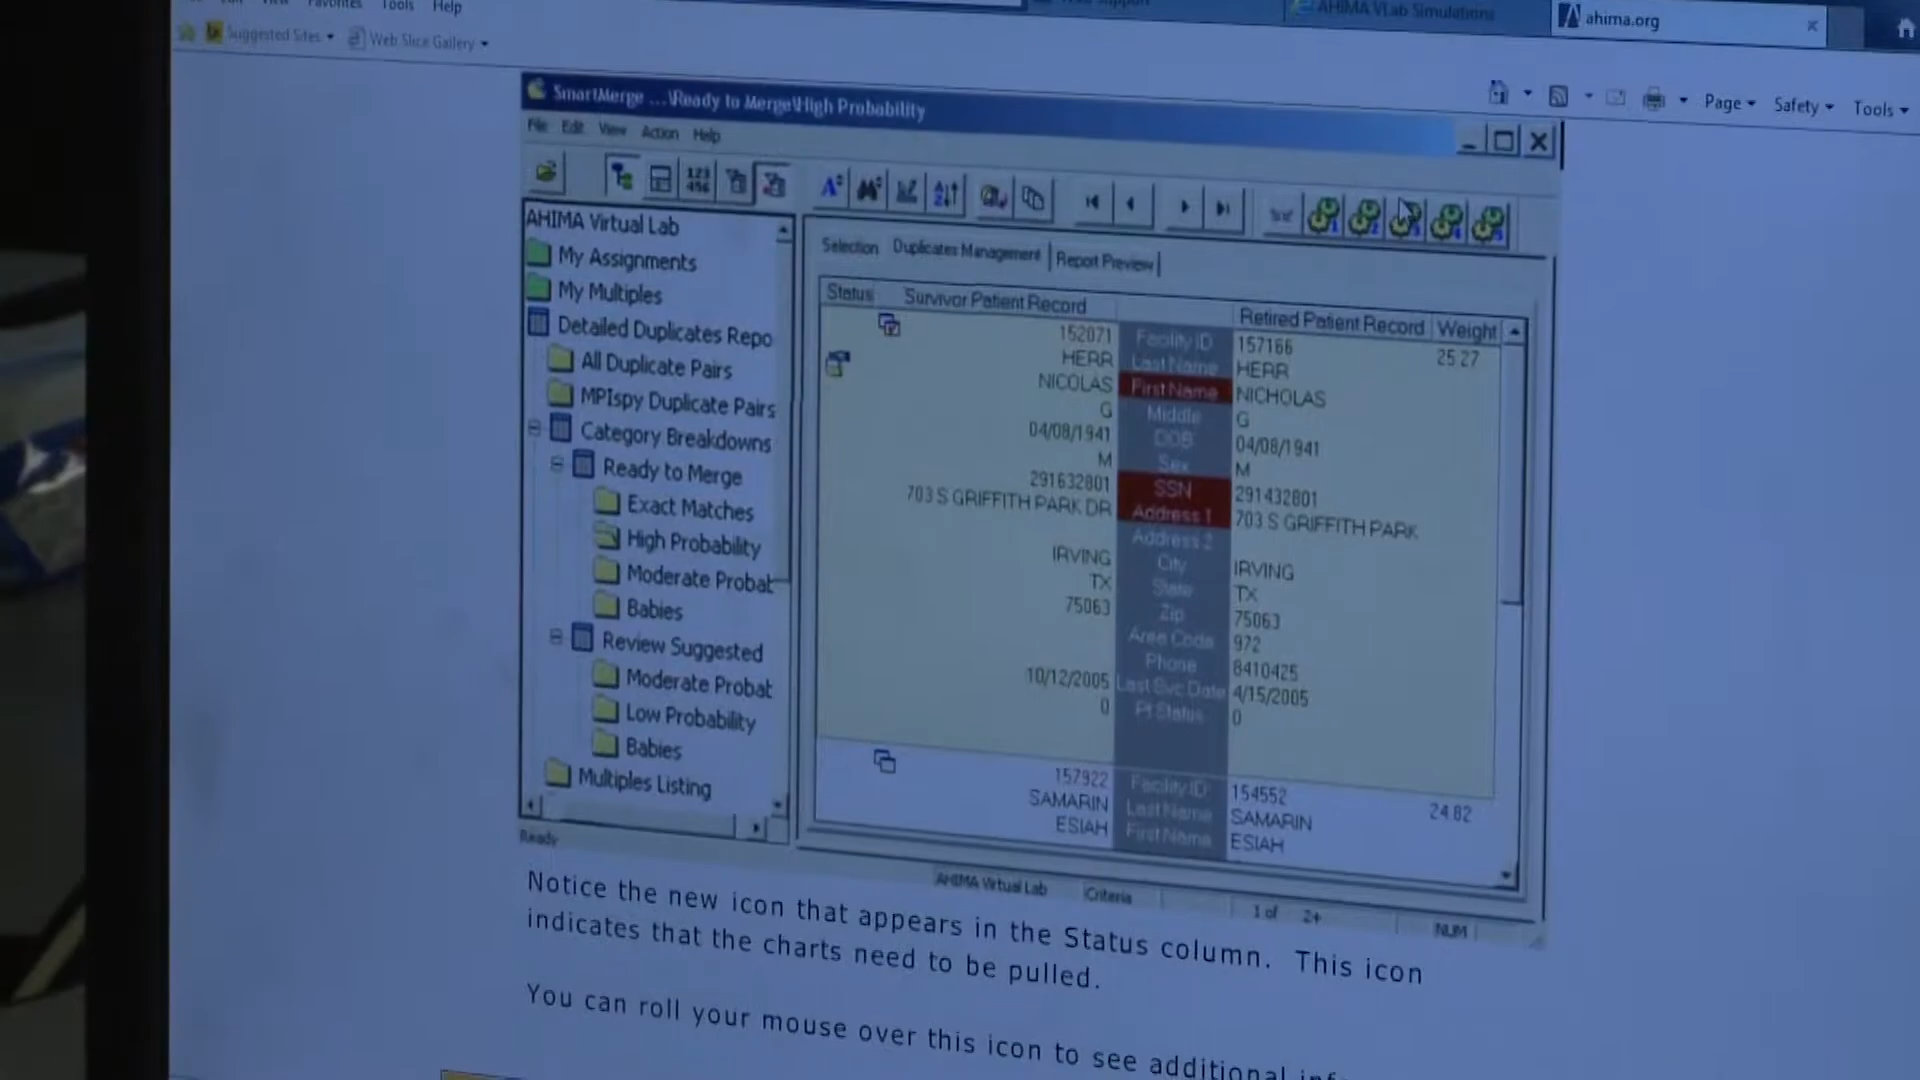 View Favorites Tools Help
AHIMA VLab Simulations
ahima.org
Suggested Sites
Web Slice Gallery
Page Safety Tools
SmartMerge ...\Ready to Merge\High Probability
File Edit View Action Help
123
456
AHIMA Virtual Lab
My Assignments
My Multiples
Detailed Duplicates Repo
All Duplicate Pairs
MPIspy Duplicate Pairs
Category Breakdowns
Ready to Merge
Exact Matches
High Probability
Moderate Probat
Babies
Review Suggested
Moderate Probat
Low Probability
Babies
Multiples Listing
Ready
Selection Duplicates Management Report Preview
Status Survivor Patient Record Retired Patient Record Weight
152071 Facility ID 157166 25.27
HERR Last Name HERR
NICOLAS First Name NICHOLAS
G Middle G
04/08/1941 DOB 04/08/1941
M Sex M
291632801 SSN 291432801
703 S GRIFFITH PARK DR Address 1 703 S GRIFFITH PARK
Address 2
IRVING City IRVING
TX State TX
75063 Zip 75063
Area Code 972
Phone 8410425
10/12/2005 Last Svc Date 4/15/2005
0 Pt Status 0
157922 Facility ID 154552 24.82
SAMARIN Last Name SAMARIN
ESIAH First Name ESIAH
AHIMA Virtual Lab Criteria 1 of 2+ NUM
Notice the new icon that appears in the Status column. This icon
indicates that the charts need to be pulled.
You can roll your mouse over this icon to see additional